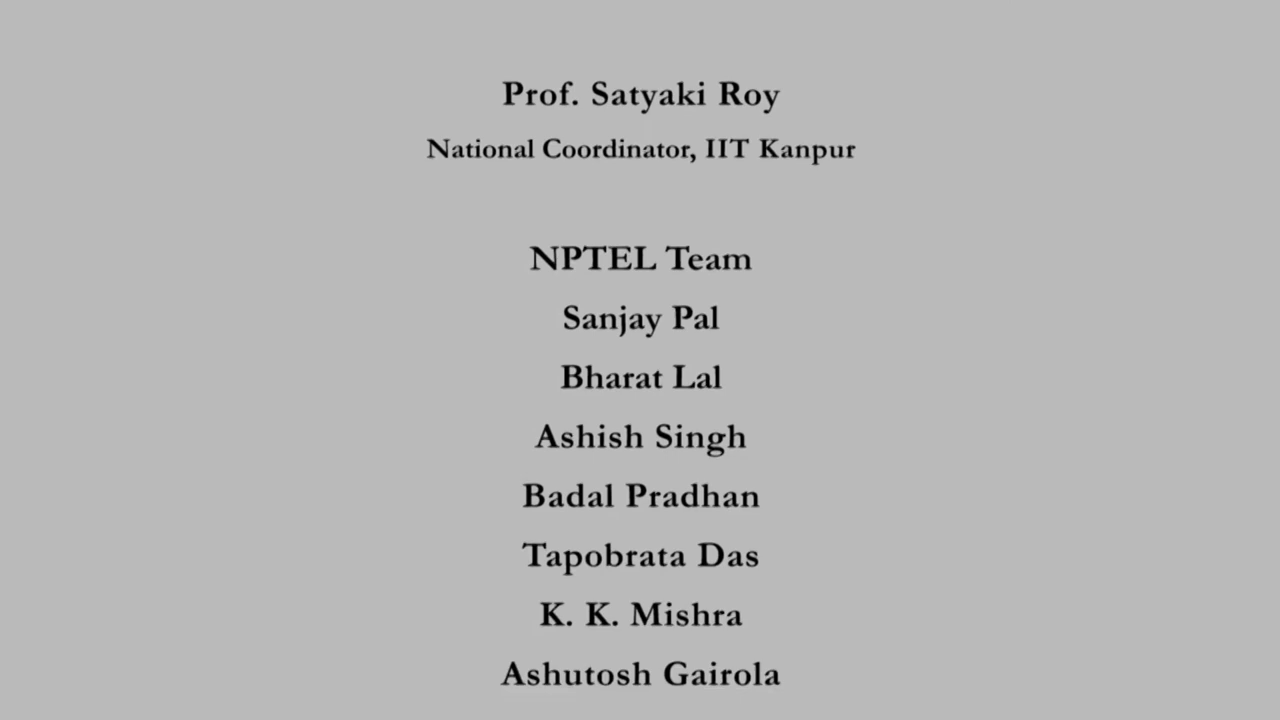 Prof. Satyaki Roy
National Coordinator, IIT Kanpur
NPTEL Team
Sanjay Pal
Bharat Lal
Ashish Singh
Badal Pradhan
Tapobrata Das
K. K. Mishra
Ashutosh Gairola